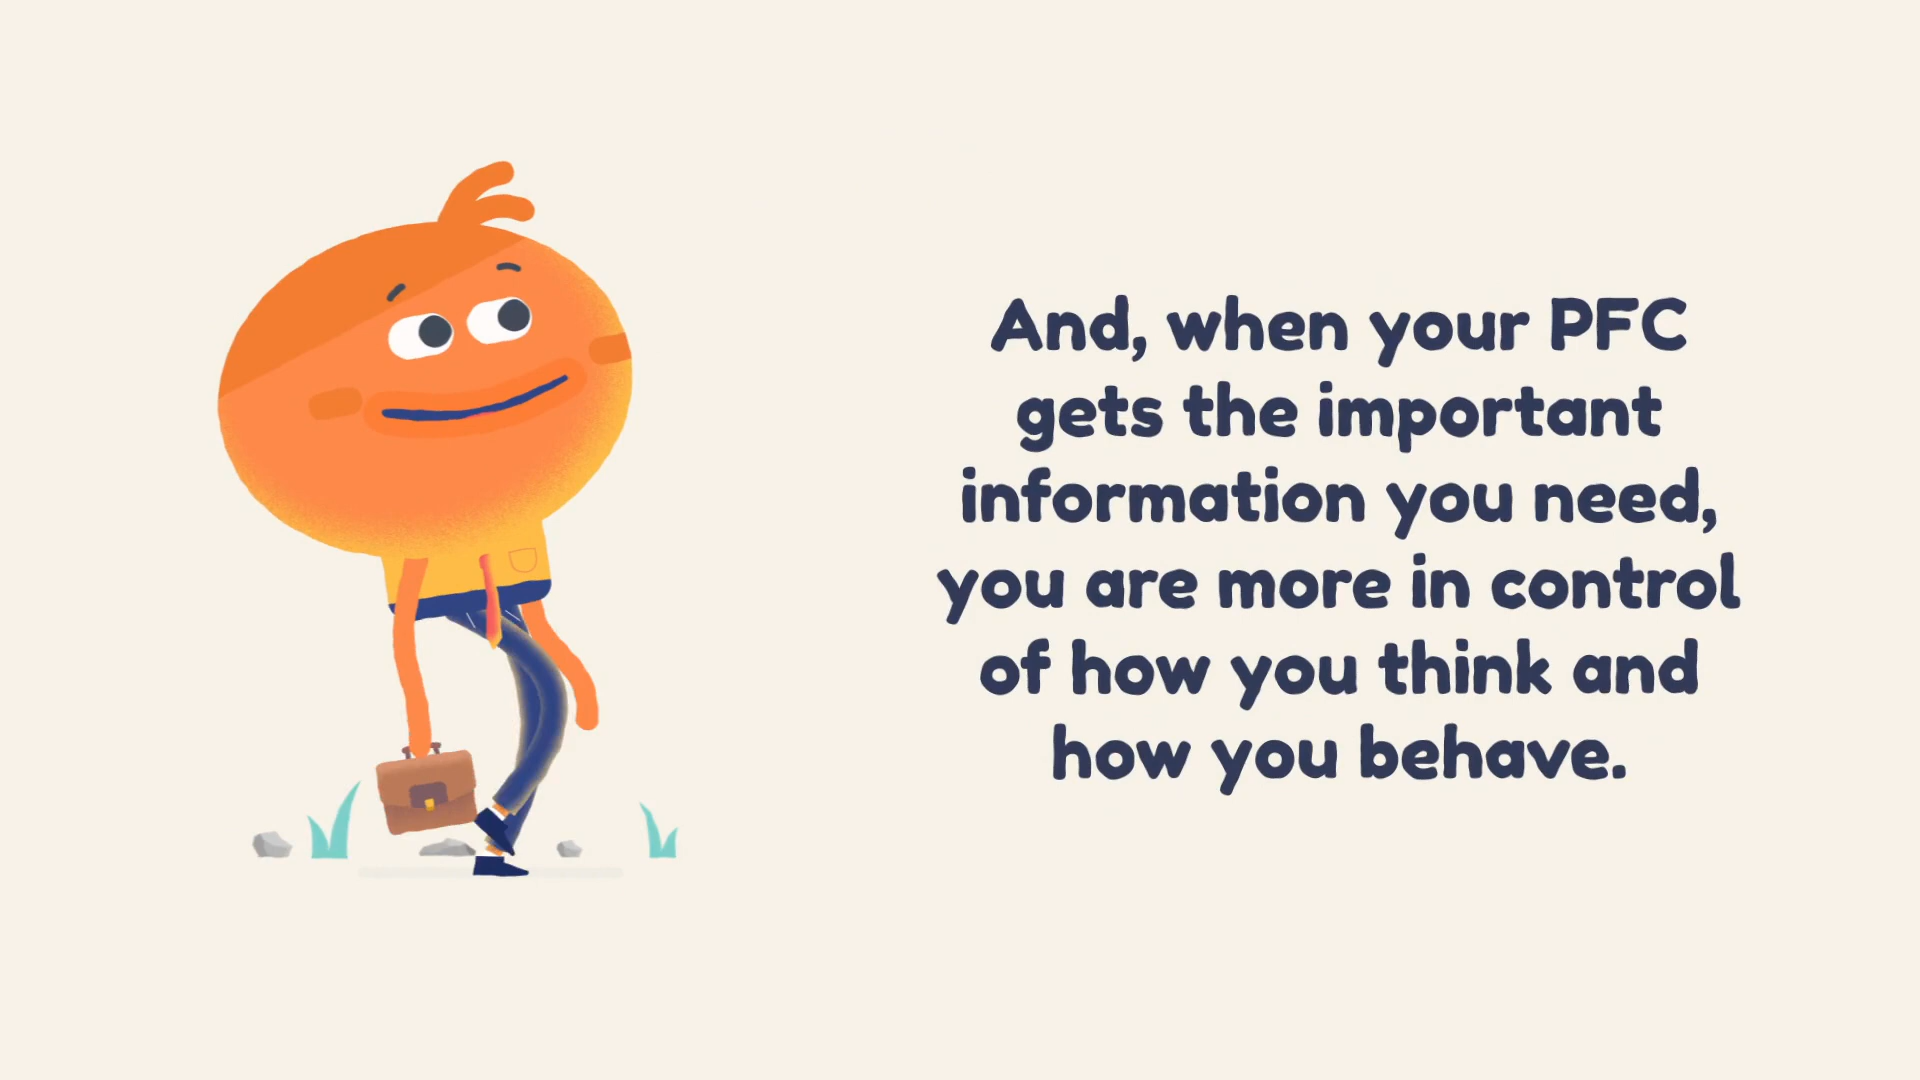 And, when your PFC
gets the important
information you need,
you are more in control
of how you think and
how you behave.